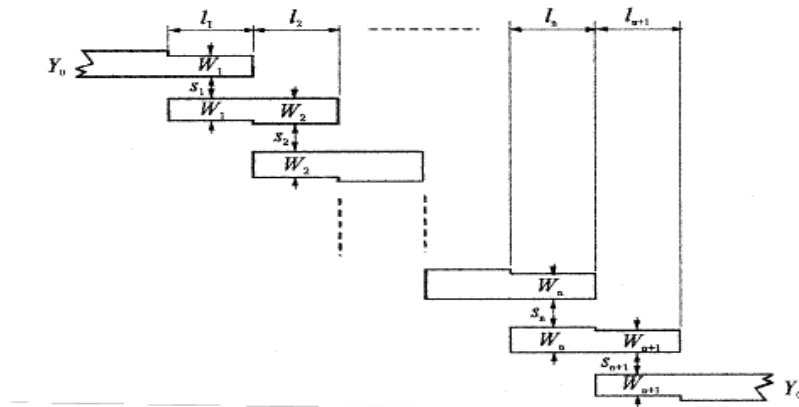 l₁ l₂ lₙ lₙ₊₁
Y₀ W₁
s₁
W₁ W₂
s₂
W₂
Wₙ
sₙ
Wₙ Wₙ₊₁
sₙ₊₁
Wₙ₊₁ Y₀